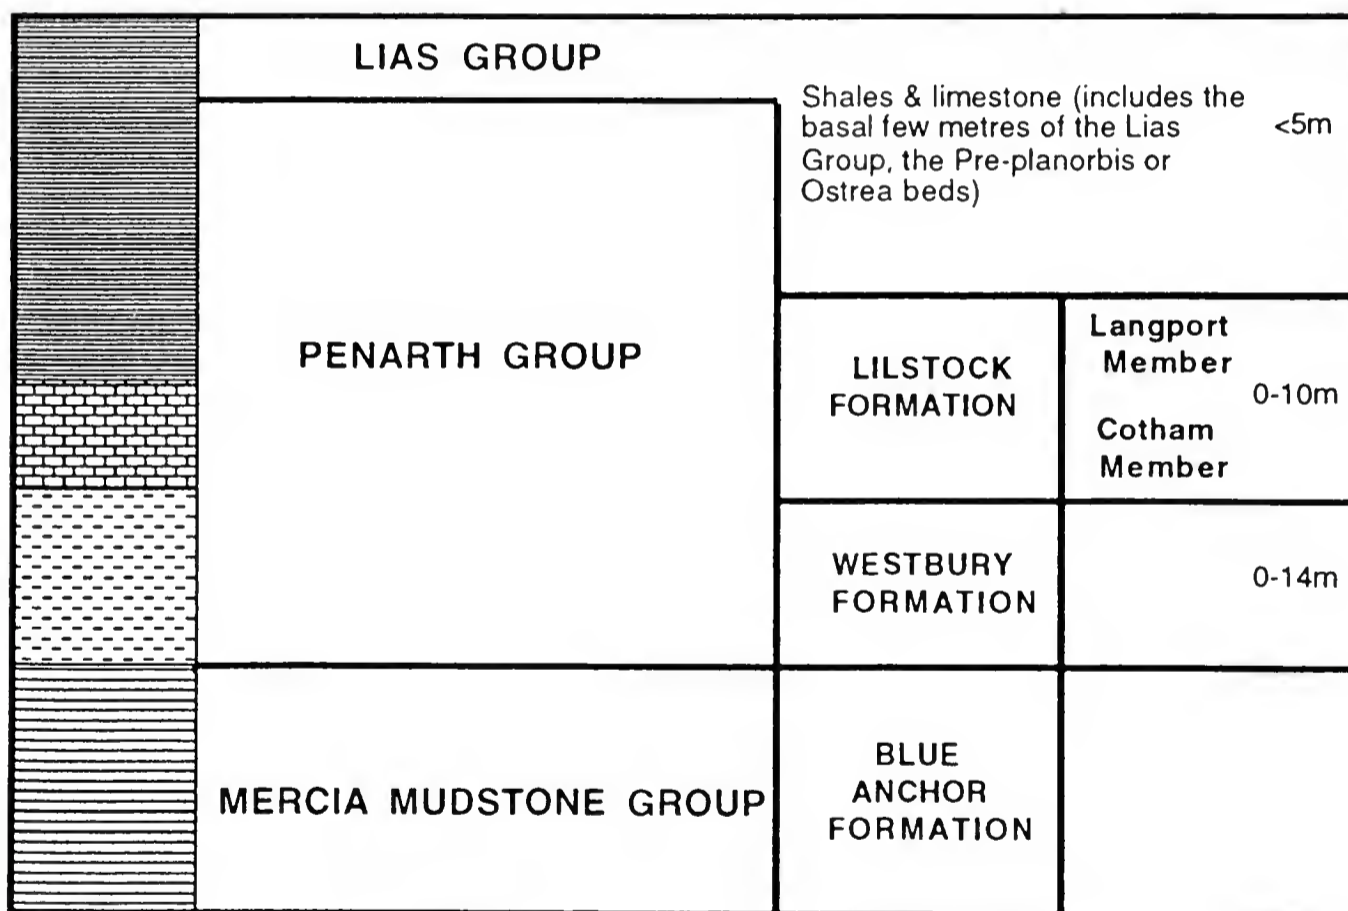 LIAS GROUP
Shales & limestone (includes the
basal few metres of the Lias
Group, the Pre-planorbis or
Ostrea beds)
<5m
PENARTH GROUP
LILSTOCK
FORMATION
Langport
Member
0-10m
Cotham
Member
WESTBURY
FORMATION
0-14m
MERCIA MUDSTONE GROUP
BLUE
ANCHOR
FORMATION